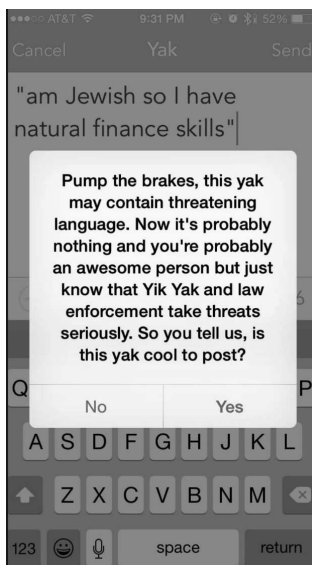 AT&T 9:31 PM 52%
Cancel Yak Send
"am Jewish so I have
natural finance skills"
Pump the brakes, this yak
may contain threatening
language. Now it's probably
nothing and you're probably
an awesome person but just
know that Yik Yak and law
enforcement take threats
seriously. So you tell us, is
this yak cool to post?
6
No Yes
Q P
A S D F G H J K L
Z X C V B N M
123 space return